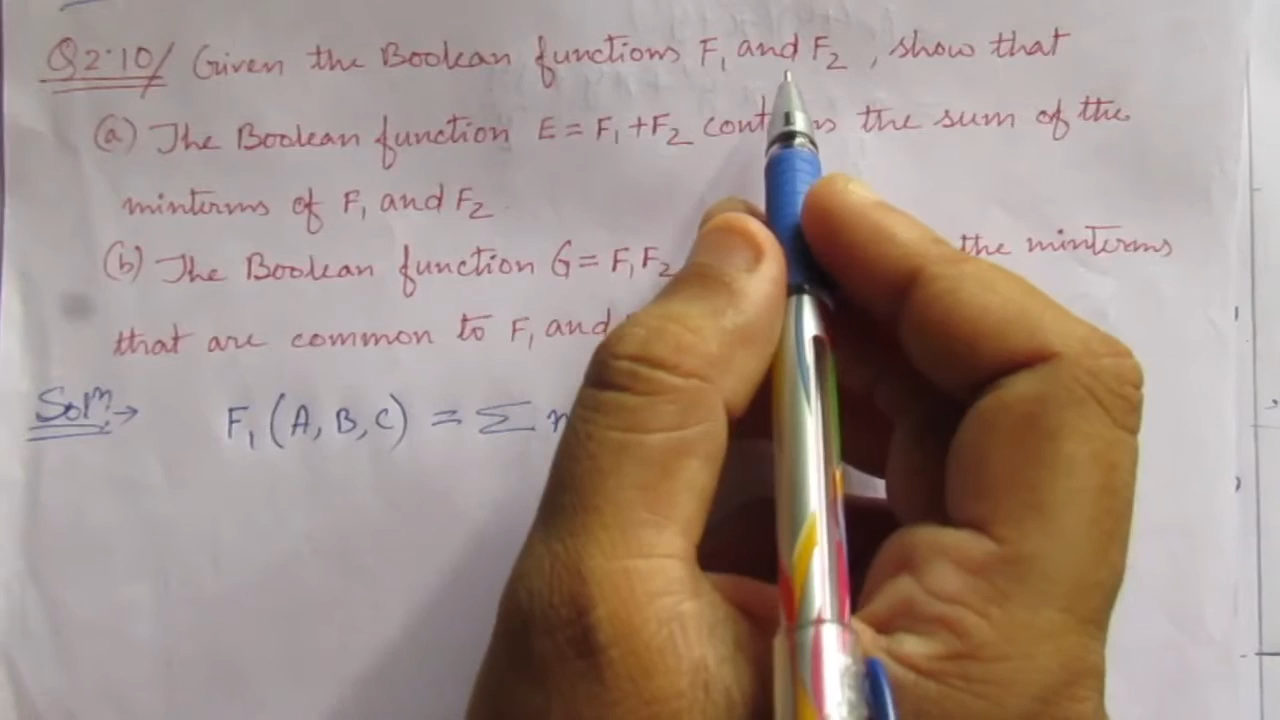 Q2.10/ Given the Boolean functions F₁ and F₂, show that
(a) The Boolean function E = F₁ + F₂ the sum of the
minterms of F₁ and F₂
(b) The Boolean function G = F₁F₂ the minterms
that are common to F₁ and
Solⁿ→ F₁(A, B, C) = Σ